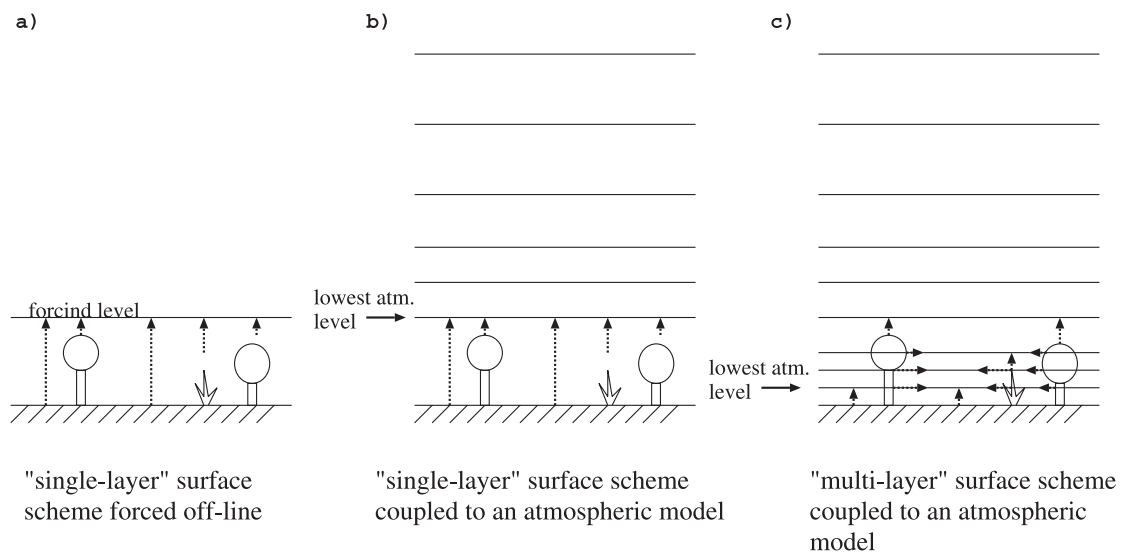 a)
b)
c)
forcind level
lowest atm.
level
lowest atm.
level
"single-layer" surface
scheme forced off-line
"single-layer" surface scheme
coupled to an atmospheric model
"multi-layer" surface scheme
coupled to an atmospheric
model